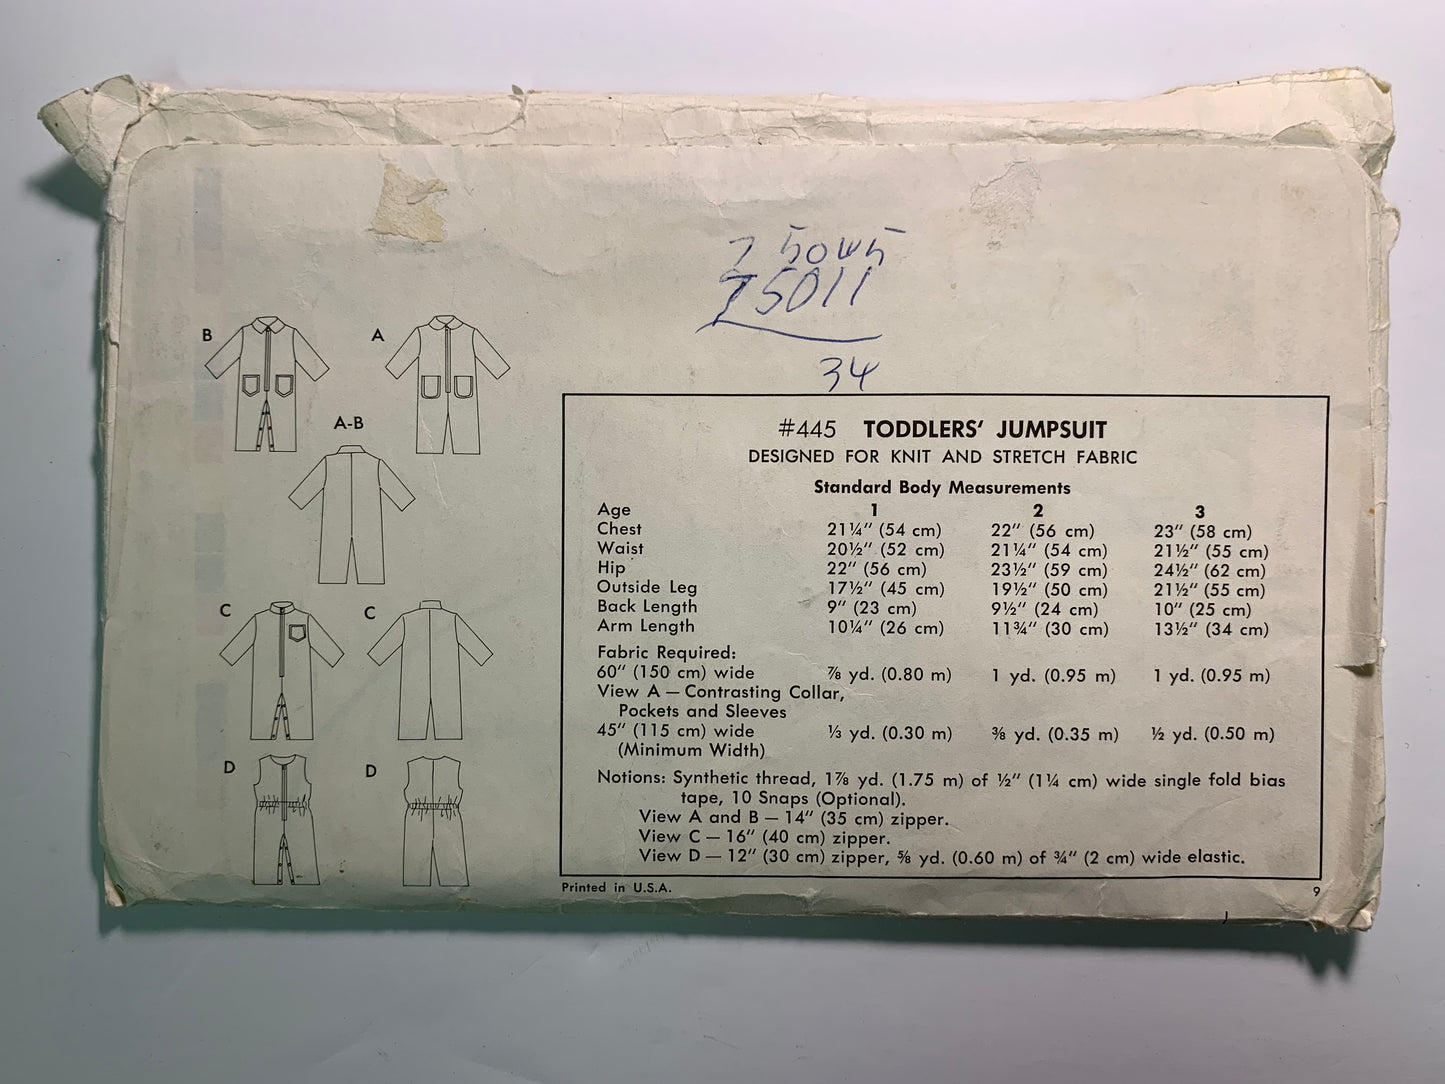 75045
75011
34
B
A
A-B
C
C
D
D
#445 TODDLERS' JUMPSUIT
DESIGNED FOR KNIT AND STRETCH FABRIC
Standard Body Measurements
Age 1 2 3
Chest 21¼" (54 cm) 22" (56 cm) 23" (58 cm)
Waist 20½" (52 cm) 21¼" (54 cm) 21½" (55 cm)
Hip 22" (56 cm) 23½" (59 cm) 24½" (62 cm)
Outside Leg 17½" (45 cm) 19½" (50 cm) 21½" (55 cm)
Back Length 9" (23 cm) 9½" (24 cm) 10" (25 cm)
Arm Length 10¼" (26 cm) 11¾" (30 cm) 13½" (34 cm)
Fabric Required:
60" (150 cm) wide ⅞ yd. (0.80 m) 1 yd. (0.95 m) 1 yd. (0.95 m)
View A — Contrasting Collar,
Pockets and Sleeves
45" (115 cm) wide ⅓ yd. (0.30 m) ⅜ yd. (0.35 m) ½ yd. (0.50 m)
(Minimum Width)
Notions: Synthetic thread, 1⅞ yd. (1.75 m) of ½" (1¼ cm) wide single fold bias
tape, 10 Snaps (Optional).
View A and B — 14" (35 cm) zipper.
View C — 16" (40 cm) zipper.
View D — 12" (30 cm) zipper, ⅝ yd. (0.60 m) of ¾" (2 cm) wide elastic.
Printed in U.S.A. 9